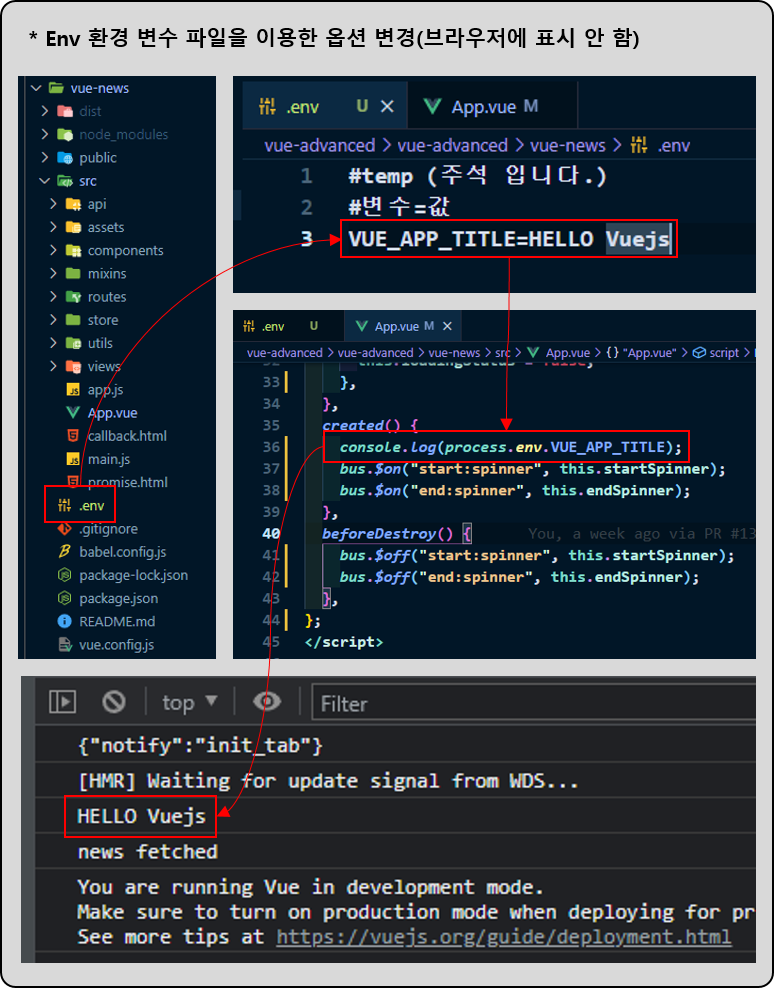 * Env 환경 변수 파일을 이용한 옵션 변경(브라우저에 표시 안 함)
vue-news
dist
node_modules
public
src
api
assets
components
mixins
routes
store
utils
views
app.js
App.vue
callback.html
main.js
promise.html
.env
.gitignore
babel.config.js
package-lock.json
package.json
README.md
vue.config.js
.env U × App.vue M
vue-advanced > vue-advanced > vue-news > .env
1 #temp (주석 입니다.)
2 #변수=값
3 VUE_APP_TITLE=HELLO Vuejs
.env U App.vue M ×
vue-advanced > vue-advanced > vue-news > src > App.vue > {} "App.vue" > script >
33 },
34 },
35 created() {
36 console.log(process.env.VUE_APP_TITLE);
37 bus.$on("start:spinner", this.startSpinner);
38 bus.$on("end:spinner", this.endSpinner);
39 },
40 beforeDestroy() { You, a week ago via PR #13
41 bus.$off("start:spinner", this.startSpinner);
42 bus.$off("end:spinner", this.endSpinner);
43 },
44 };
45 </script>
top ▼ Filter
{"notify":"init_tab"}
[HMR] Waiting for update signal from WDS...
HELLO Vuejs
news fetched
You are running Vue in development mode.
Make sure to turn on production mode when deploying for pr
See more tips at https://vuejs.org/guide/deployment.html